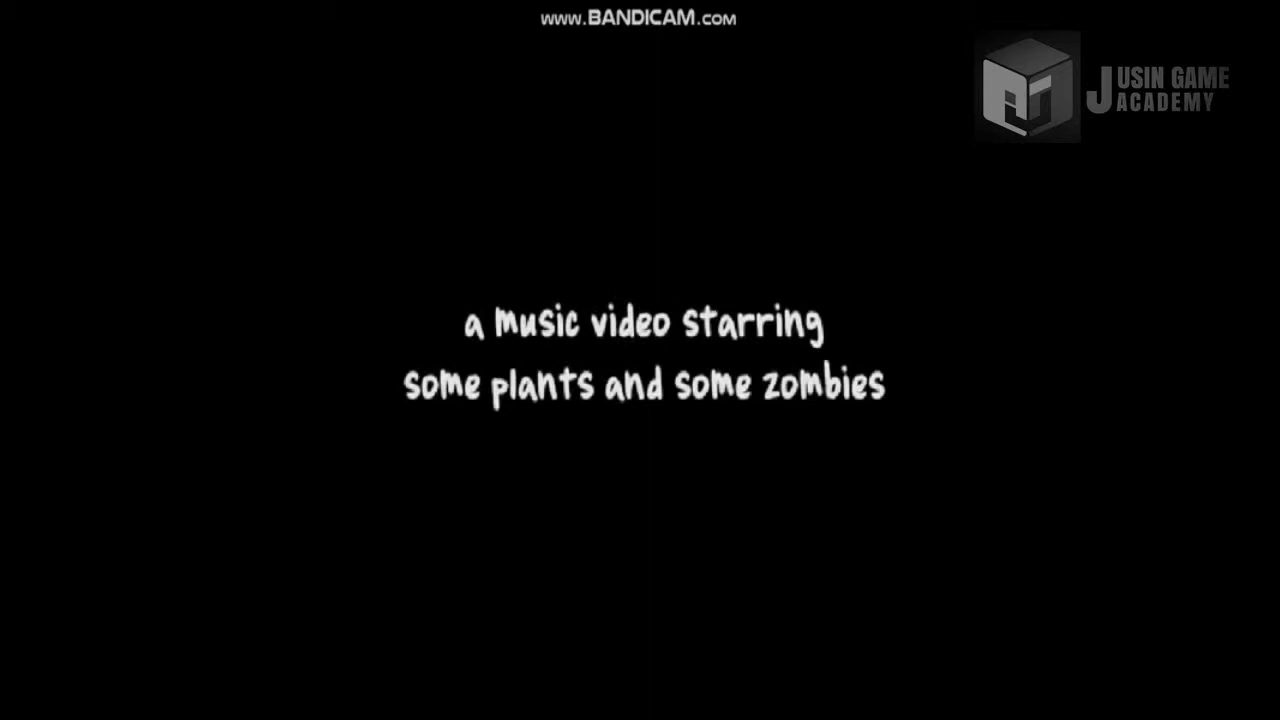 www.BANDICAM.com
JUSIN GAME
ACADEMY
a music video starring
some plants and some zombies